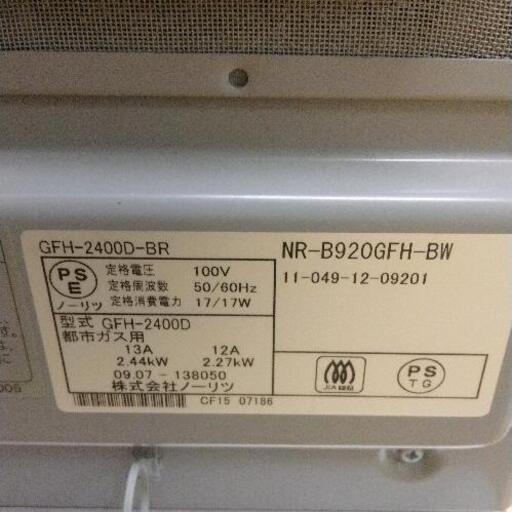 GFH-2400D-BR
NR-B920GFH-BW
11-049-12-09201
PS
E
ノーリツ
定格電圧 100V
定格周波数 50/60Hz
定格消費電力 17/17W
型式 GFH-2400D
都市ガス用
13A 12A
2.44kW 2.27kW
09.07 - 138050
株式会社ノーリツ
CF15 07186
JIA
PS
TG
す。
は、